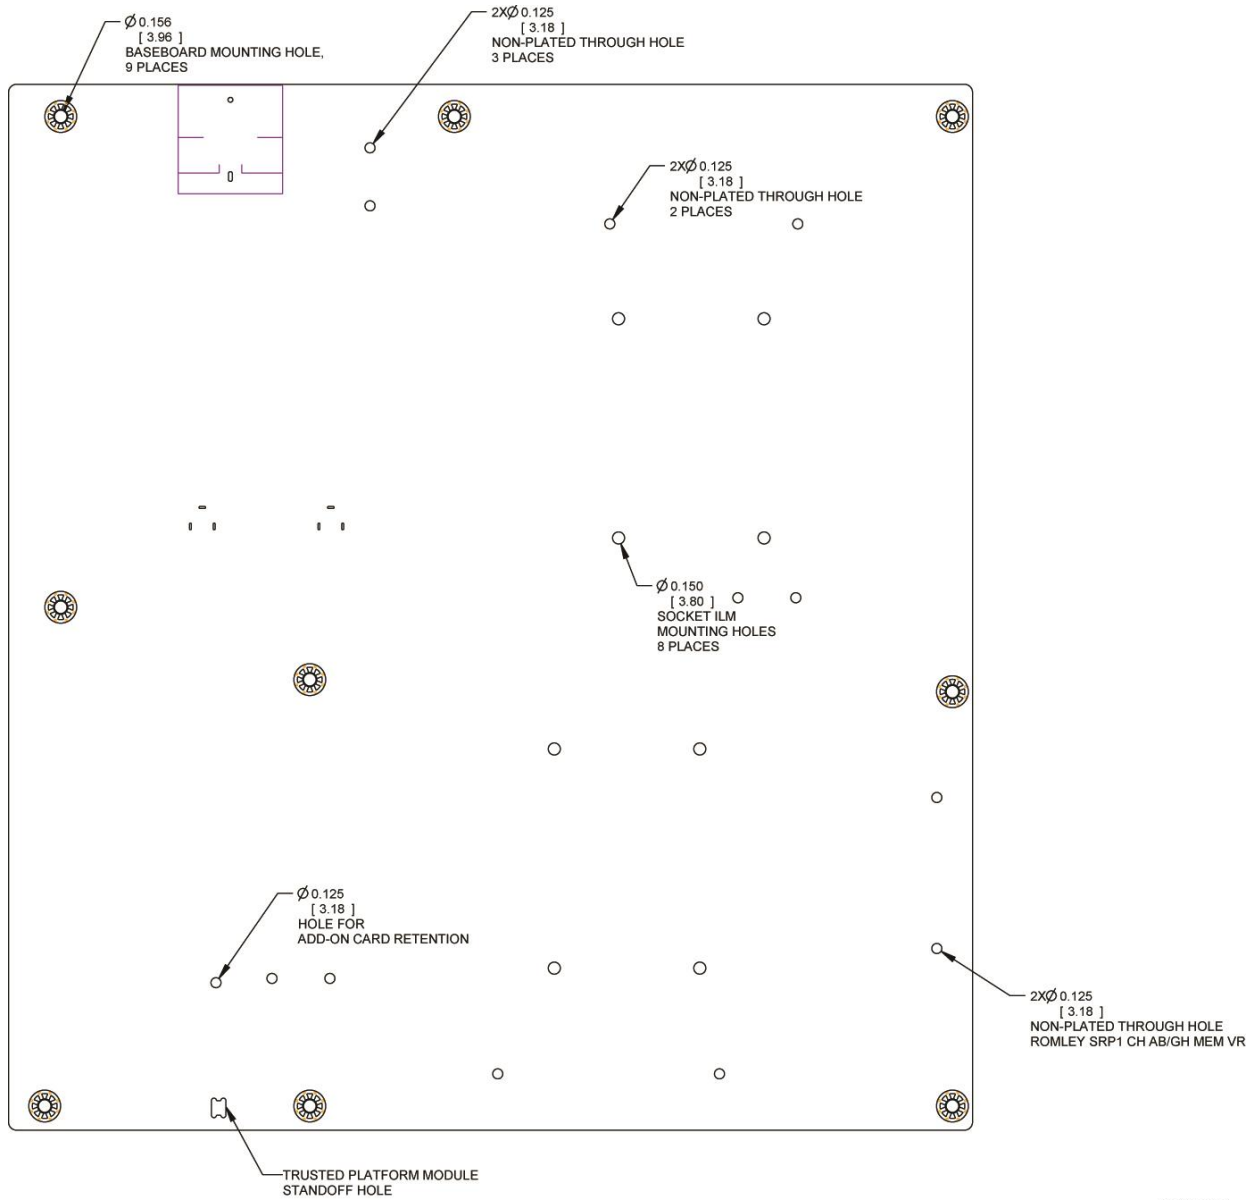 Ø 0.156
[ 3.96 ]
BASEBOARD MOUNTING HOLE,
9 PLACES
2XØ 0.125
[ 3.18 ]
NON-PLATED THROUGH HOLE
3 PLACES
2XØ 0.125
[ 3.18 ]
NON-PLATED THROUGH HOLE
2 PLACES
Ø 0.150
[ 3.80 ]
SOCKET ILM
MOUNTING HOLES
8 PLACES
Ø 0.125
[ 3.18 ]
HOLE FOR
ADD-ON CARD RETENTION
2XØ 0.125
[ 3.18 ]
NON-PLATED THROUGH HOLE
ROMLEY SRP1 CH AB/GH MEM VR
TRUSTED PLATFORM MODULE
STANDOFF HOLE